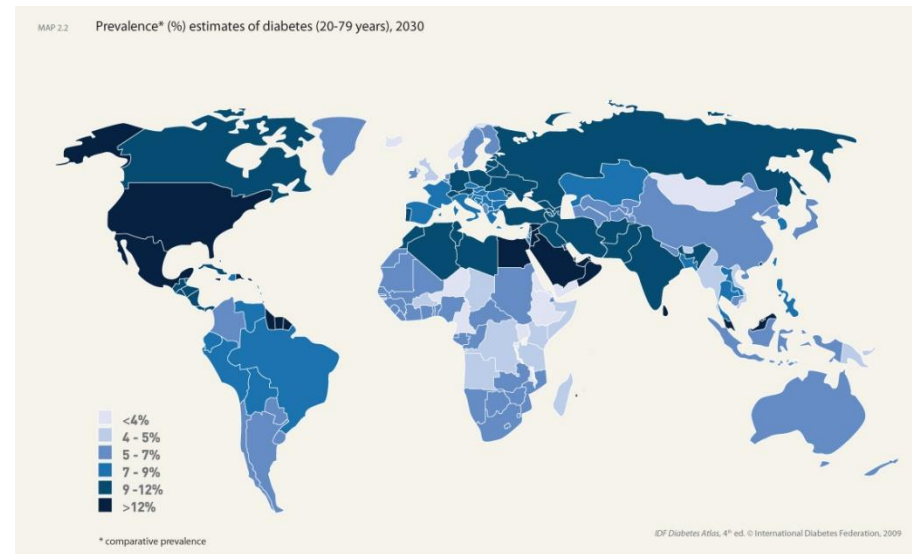 MAP 2.2 Prevalence* (%) estimates of diabetes (20-79 years), 2030
<4%
4 - 5%
5 - 7%
7 - 9%
9 -12%
>12%
* comparative prevalence
IDF Diabetes Atlas, 4th ed. © International Diabetes Federation, 2009